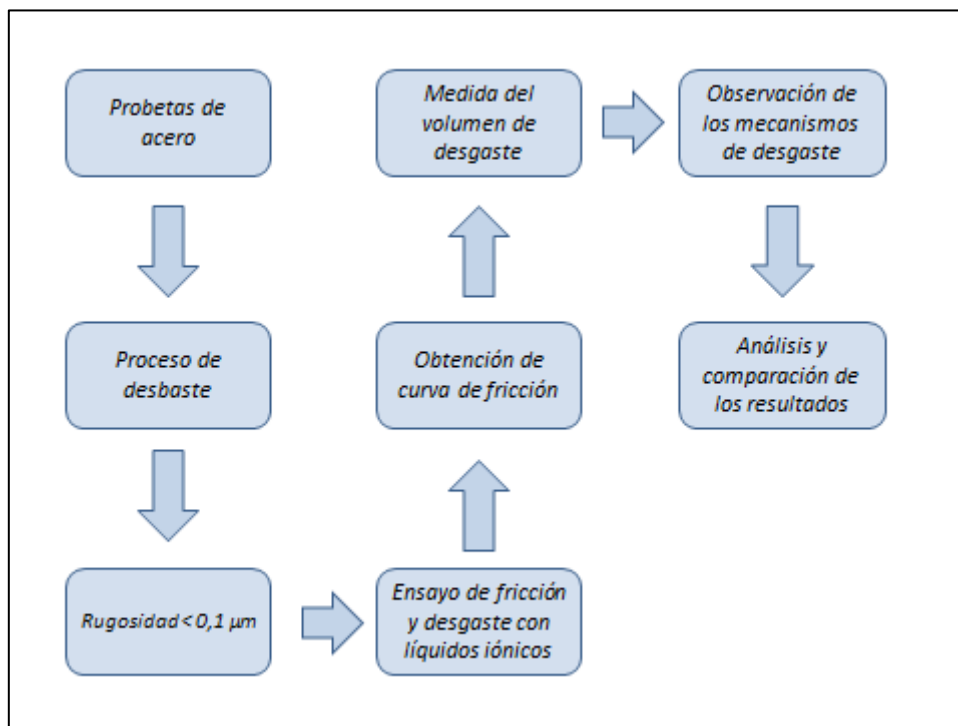 Probetas de
acero
Proceso de
desbaste
Rugosidad < 0,1 μm
Ensayo de fricción
y desgaste con
líquidos iónicos
Obtención de
curva de fricción
Medida del
volumen de
desgaste
Observación de
los mecanismos
de desgaste
Análisis y
comparación de
los resultados